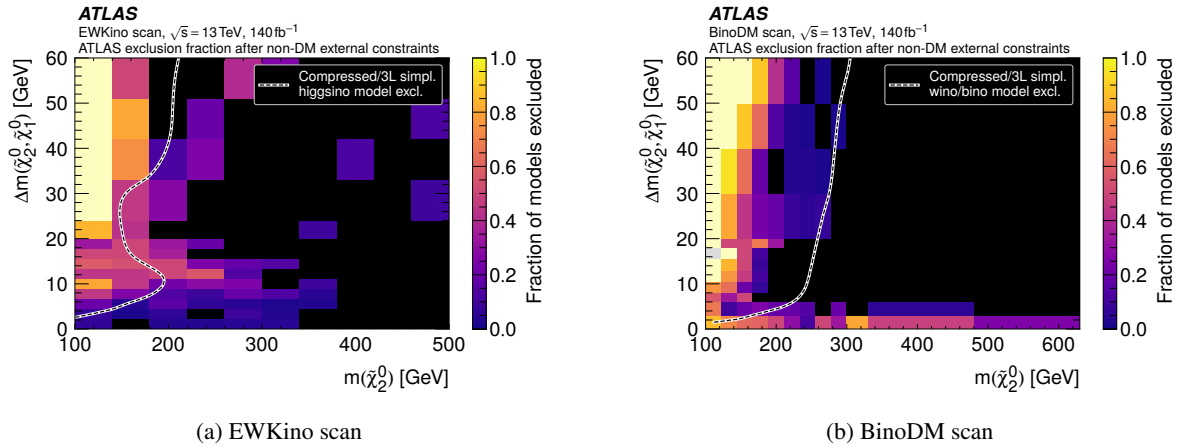 ATLAS
EWKino scan, √s = 13 TeV, 140 fb⁻¹
ATLAS exclusion fraction after non-DM external constraints
Compressed/3L simpl.
higgsino model excl.
Δm(χ̃⁰₂, χ̃⁰₁) [GeV]
60
50
40
30
20
10
0
100
200
300
400
500
m(χ̃⁰₂) [GeV]
1.0
0.8
0.6
0.4
0.2
0.0
Fraction of models excluded
(a) EWKino scan
ATLAS
BinoDM scan, √s = 13 TeV, 140 fb⁻¹
ATLAS exclusion fraction after non-DM external constraints
Compressed/3L simpl.
wino/bino model excl.
Δm(χ̃⁰₂, χ̃⁰₁) [GeV]
60
50
40
30
20
10
0
100
200
300
400
500
600
m(χ̃⁰₂) [GeV]
1.0
0.8
0.6
0.4
0.2
0.0
Fraction of models excluded
(b) BinoDM scan